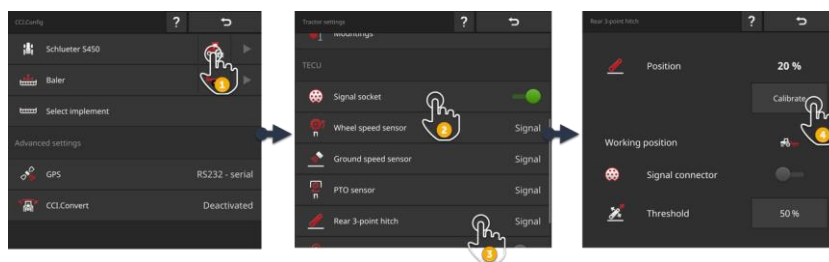 CCI.Config
?
Schlueter S450
1
Baler
Select implement
Advanced settings
GPS
RS232 - serial
CCI.Convert
Deactivated
Tractor settings
?
Mountings
TECU
Signal socket
2
Wheel speed sensor
Signal
n
Ground speed sensor
Signal
PTO sensor
Signal
n
Rear 3-point hitch
Signal
3
Rear 3-point hitch
?
Position
20 %
Calibrate
4
Working position
Signal connector
Threshold
50 %